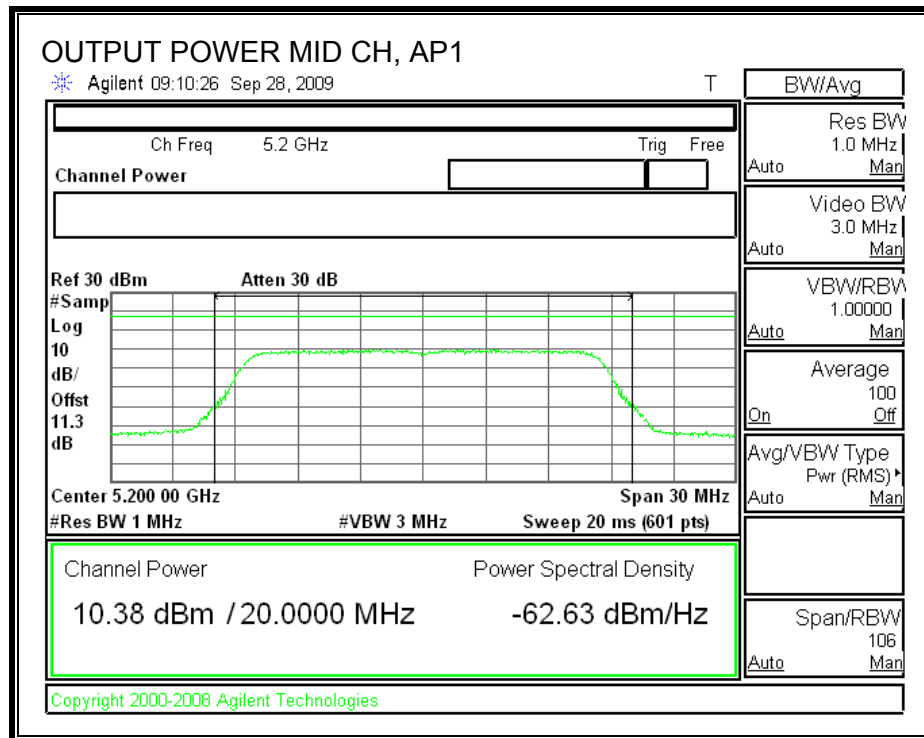 OUTPUT POWER MID CH, AP1
Agilent 09:10:26 Sep 28, 2009 T
Ch Freq 5.2 GHz Trig Free
Channel Power
Ref 30 dBm Atten 30 dB
#Samp
Log
10
dB/
Offst
11.3
dB
Center 5.200 00 GHz Span 30 MHz
#Res BW 1 MHz #VBW 3 MHz Sweep 20 ms (601 pts)
Channel Power Power Spectral Density
10.38 dBm / 20.0000 MHz -62.63 dBm/Hz
Copyright 2000-2008 Agilent Technologies
BW/Avg
Res BW
1.0 MHz
Auto Man
Video BW
3.0 MHz
Auto Man
VBW/RBW
1.00000
Auto Man
Average
100
On Off
Avg/VBW Type
Pwr (RMS)
Auto Man
Span/RBW
106
Auto Man